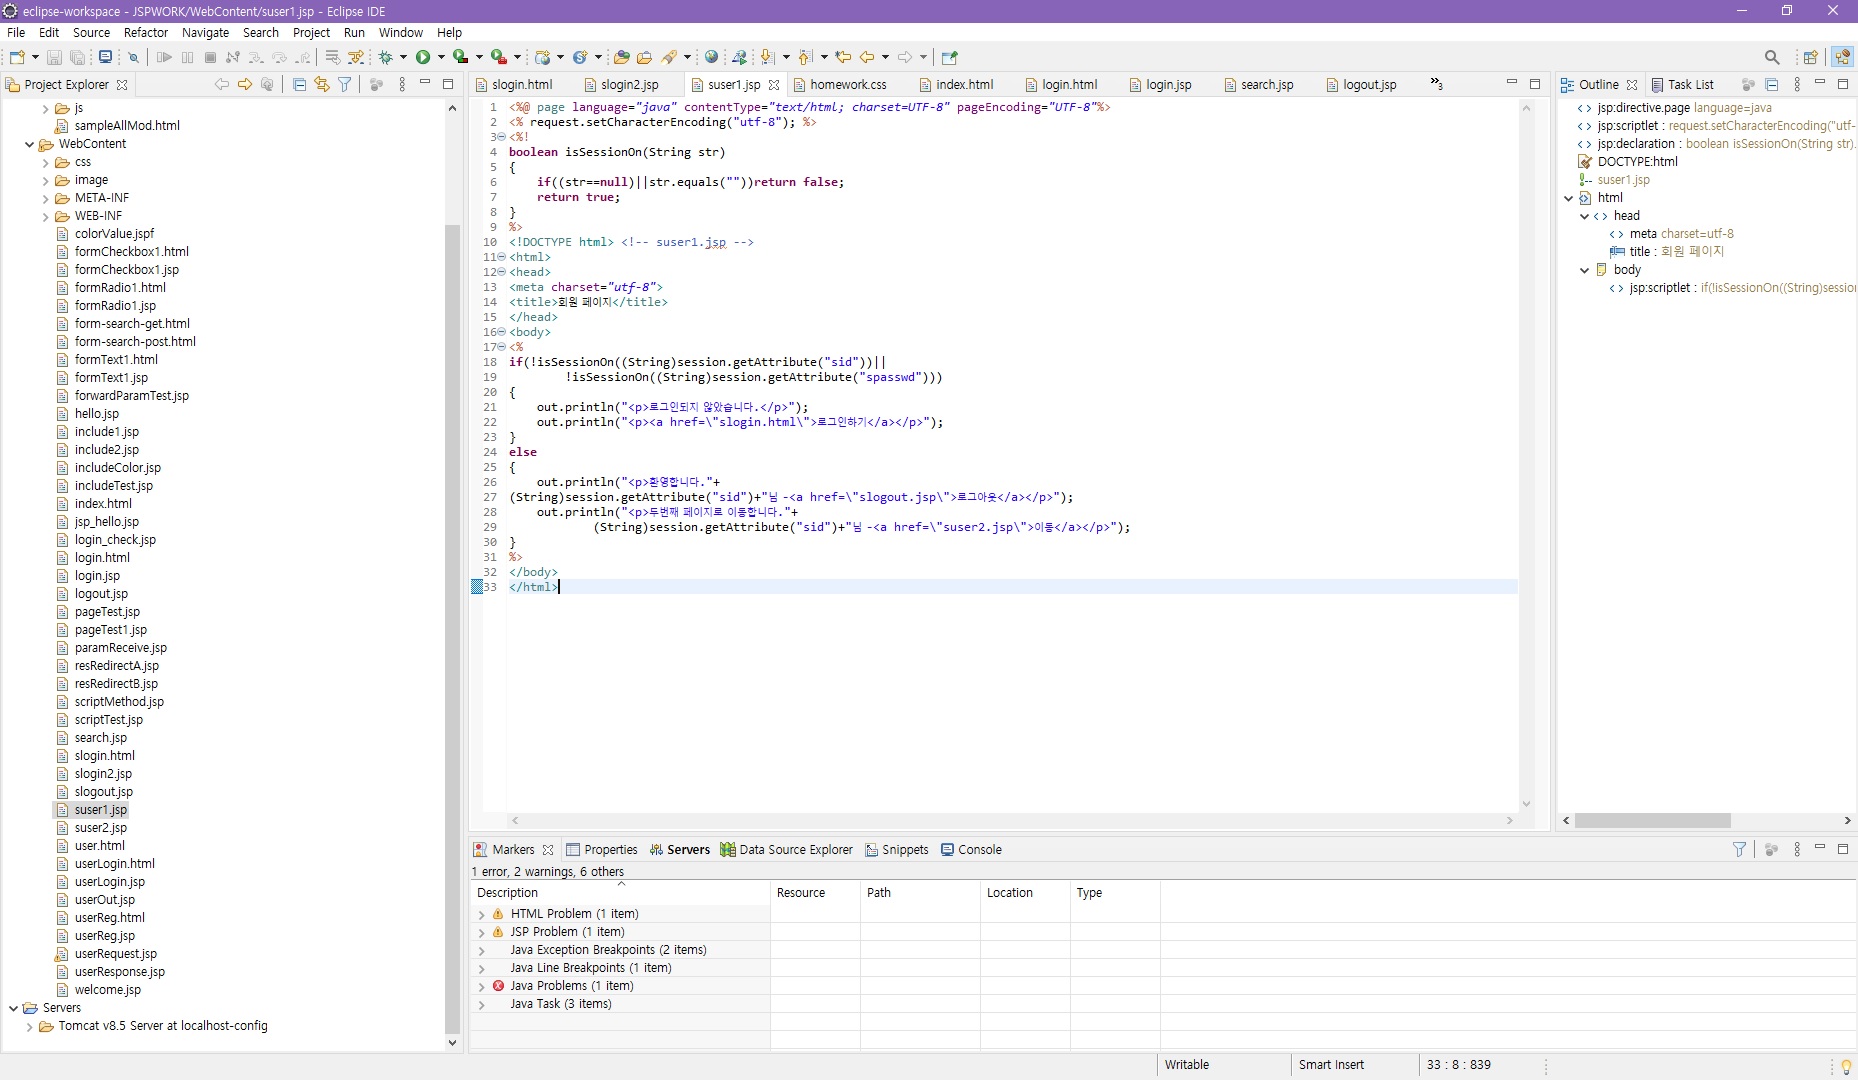 eclipse-workspace - JSPWORK/WebContent/suser1.jsp - Eclipse IDE
File Edit Source Refactor Navigate Search Project Run Window Help
Project Explorer
js
sampleAllMod.html
WebContent
css
image
META-INF
WEB-INF
colorValue.jspf
formCheckbox1.html
formCheckbox1.jsp
formRadio1.html
formRadio1.jsp
form-search-get.html
form-search-post.html
formText1.html
formText1.jsp
forwardParamTest.jsp
hello.jsp
include1.jsp
include2.jsp
includeColor.jsp
includeTest.jsp
index.html
jsp_hello.jsp
login_check.jsp
login.html
login.jsp
logout.jsp
pageTest.jsp
pageTest1.jsp
paramReceive.jsp
resRedirectA.jsp
resRedirectB.jsp
scriptMethod.jsp
scriptTest.jsp
search.jsp
slogin.html
slogin2.jsp
slogout.jsp
suser1.jsp
suser2.jsp
user.html
userLogin.html
userLogin.jsp
userOut.jsp
userReg.html
userReg.jsp
userRequest.jsp
userResponse.jsp
welcome.jsp
Servers
Tomcat v8.5 Server at localhost-config
slogin.html slogin2.jsp suser1.jsp homework.css index.html login.html login.jsp search.jsp logout.jsp »3
1 <%@ page language="java" contentType="text/html; charset=UTF-8" pageEncoding="UTF-8"%>
2 <% request.setCharacterEncoding("utf-8"); %>
3 <%!
4 boolean isSessionOn(String str)
5 {
6 if((str==null)||str.equals(""))return false;
7 return true;
8 }
9 %>
10 <!DOCTYPE html> <!-- suser1.jsp -->
11 <html>
12 <head>
13 <meta charset="utf-8">
14 <title>회원 페이지</title>
15 </head>
16 <body>
17 <%
18 if(!isSessionOn((String)session.getAttribute("sid"))||
19 !isSessionOn((String)session.getAttribute("spasswd")))
20 {
21 out.println("<p>로그인되지 않았습니다.</p>");
22 out.println("<p><a href=\"slogin.html\">로그인하기</a></p>");
23 }
24 else
25 {
26 out.println("<p>환영합니다."+
27 (String)session.getAttribute("sid")+"님 -<a href=\"slogout.jsp\">로그아웃</a></p>");
28 out.println("<p>두번째 페이지로 이동합니다."+
29 (String)session.getAttribute("sid")+"님 -<a href=\"suser2.jsp\">이동</a></p>");
30 }
31 %>
32 </body>
33 </html>
Outline Task List
jsp:directive.page language=java
jsp:scriptlet : request.setCharacterEncoding("utf-
jsp:declaration : boolean isSessionOn(String str).
DOCTYPE:html
suser1.jsp
html
head
meta charset=utf-8
title : 회원 페이지
body
jsp:scriptlet : if(!isSessionOn((String)sessior
Markers Properties Servers Data Source Explorer Snippets Console
1 error, 2 warnings, 6 others
Description Resource Path Location Type
HTML Problem (1 item)
JSP Problem (1 item)
Java Exception Breakpoints (2 items)
Java Line Breakpoints (1 item)
Java Problems (1 item)
Java Task (3 items)
Writable Smart Insert 33 : 8 : 839